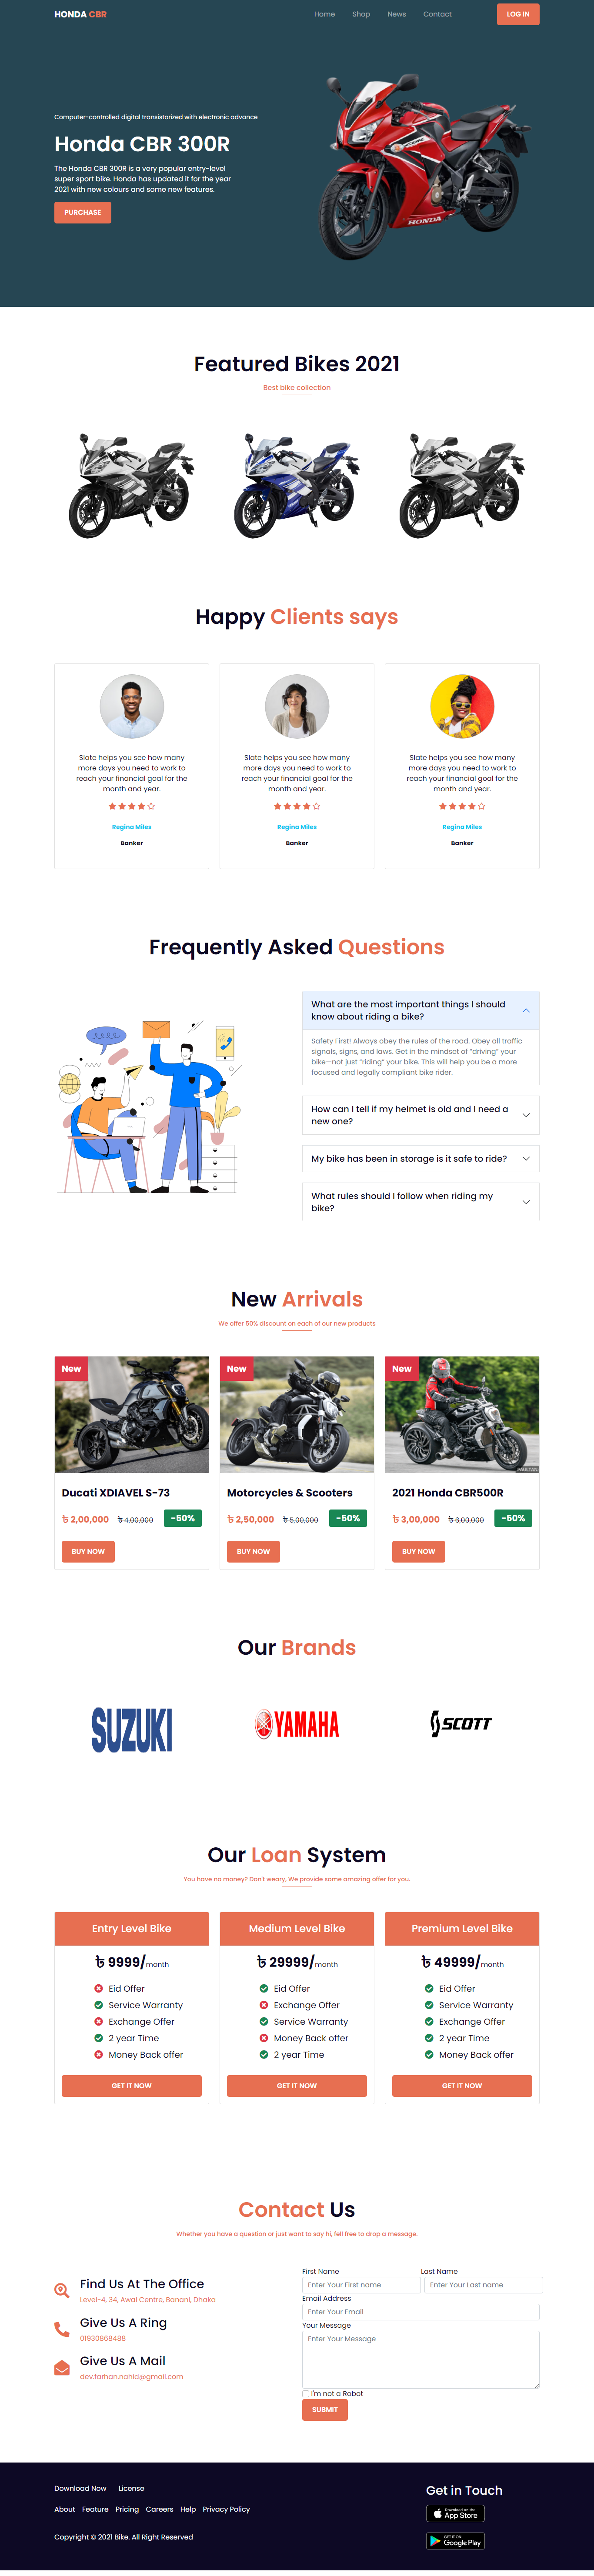 HONDA CBR
Home Shop News Contact
LOG IN
Computer-controlled digital transistorized with electronic advance
Honda CBR 300R
The Honda CBR 300R is a very popular entry-level
super sport bike. Honda has updated it for the year
2021 with new colours and some new features.
PURCHASE
HONDA
Featured Bikes 2021
Best bike collection
Happy Clients says
Slate helps you see how many
more days you need to work to
reach your financial goal for the
month and year.
Regina Miles
Banker
Slate helps you see how many
more days you need to work to
reach your financial goal for the
month and year.
Regina Miles
Banker
Slate helps you see how many
more days you need to work to
reach your financial goal for the
month and year.
Regina Miles
Banker
Frequently Asked Questions
What are the most important things I should
know about riding a bike?
Safety First! Always obey the rules of the road. Obey all traffic
signals, signs, and laws. Get in the mindset of "driving" your
bike—not just "riding" your bike. This will help you be a more
focused and legally compliant bike rider.
How can I tell if my helmet is old and I need a
new one?
My bike has been in storage is it safe to ride?
What rules should I follow when riding my
bike?
New Arrivals
We offer 50% discount on each of our new products
New
Ducati XDIAVEL S-73
৳ 2,00,000 ৳ 4,00,000 -50%
BUY NOW
New
Motorcycles & Scooters
৳ 2,50,000 ৳ 5,00,000 -50%
BUY NOW
New
PAULTAN
2021 Honda CBR500R
৳ 3,00,000 ৳ 6,00,000 -50%
BUY NOW
Our Brands
SUZUKI
YAMAHA
SCOTT
Our Loan System
You have no money? Don't weary, We provide some amazing offer for you.
Entry Level Bike
৳ 9999/month
Eid Offer
Service Warranty
Exchange Offer
2 year Time
Money Back offer
GET IT NOW
Medium Level Bike
৳ 29999/month
Eid Offer
Exchange Offer
Service Warranty
Money Back offer
2 year Time
GET IT NOW
Premium Level Bike
৳ 49999/month
Eid Offer
Service Warranty
Exchange Offer
2 year Time
Money Back offer
GET IT NOW
Contact Us
Whether you have a question or just want to say hi, fell free to drop a message.
Find Us At The Office
Level-4, 34, Awal Centre, Banani, Dhaka
Give Us A Ring
01930868488
Give Us A Mail
dev.farhan.nahid@gmail.com
First Name Last Name
Enter Your First name Enter Your Last name
Email Address
Enter Your Email
Your Message
Enter Your Message
I'm not a Robot
SUBMIT
Download Now License
About Feature Pricing Careers Help Privacy Policy
Copyright © 2021 Bike. All Right Reserved
Get in Touch
Download on the
App Store
GET IT ON
Google Play